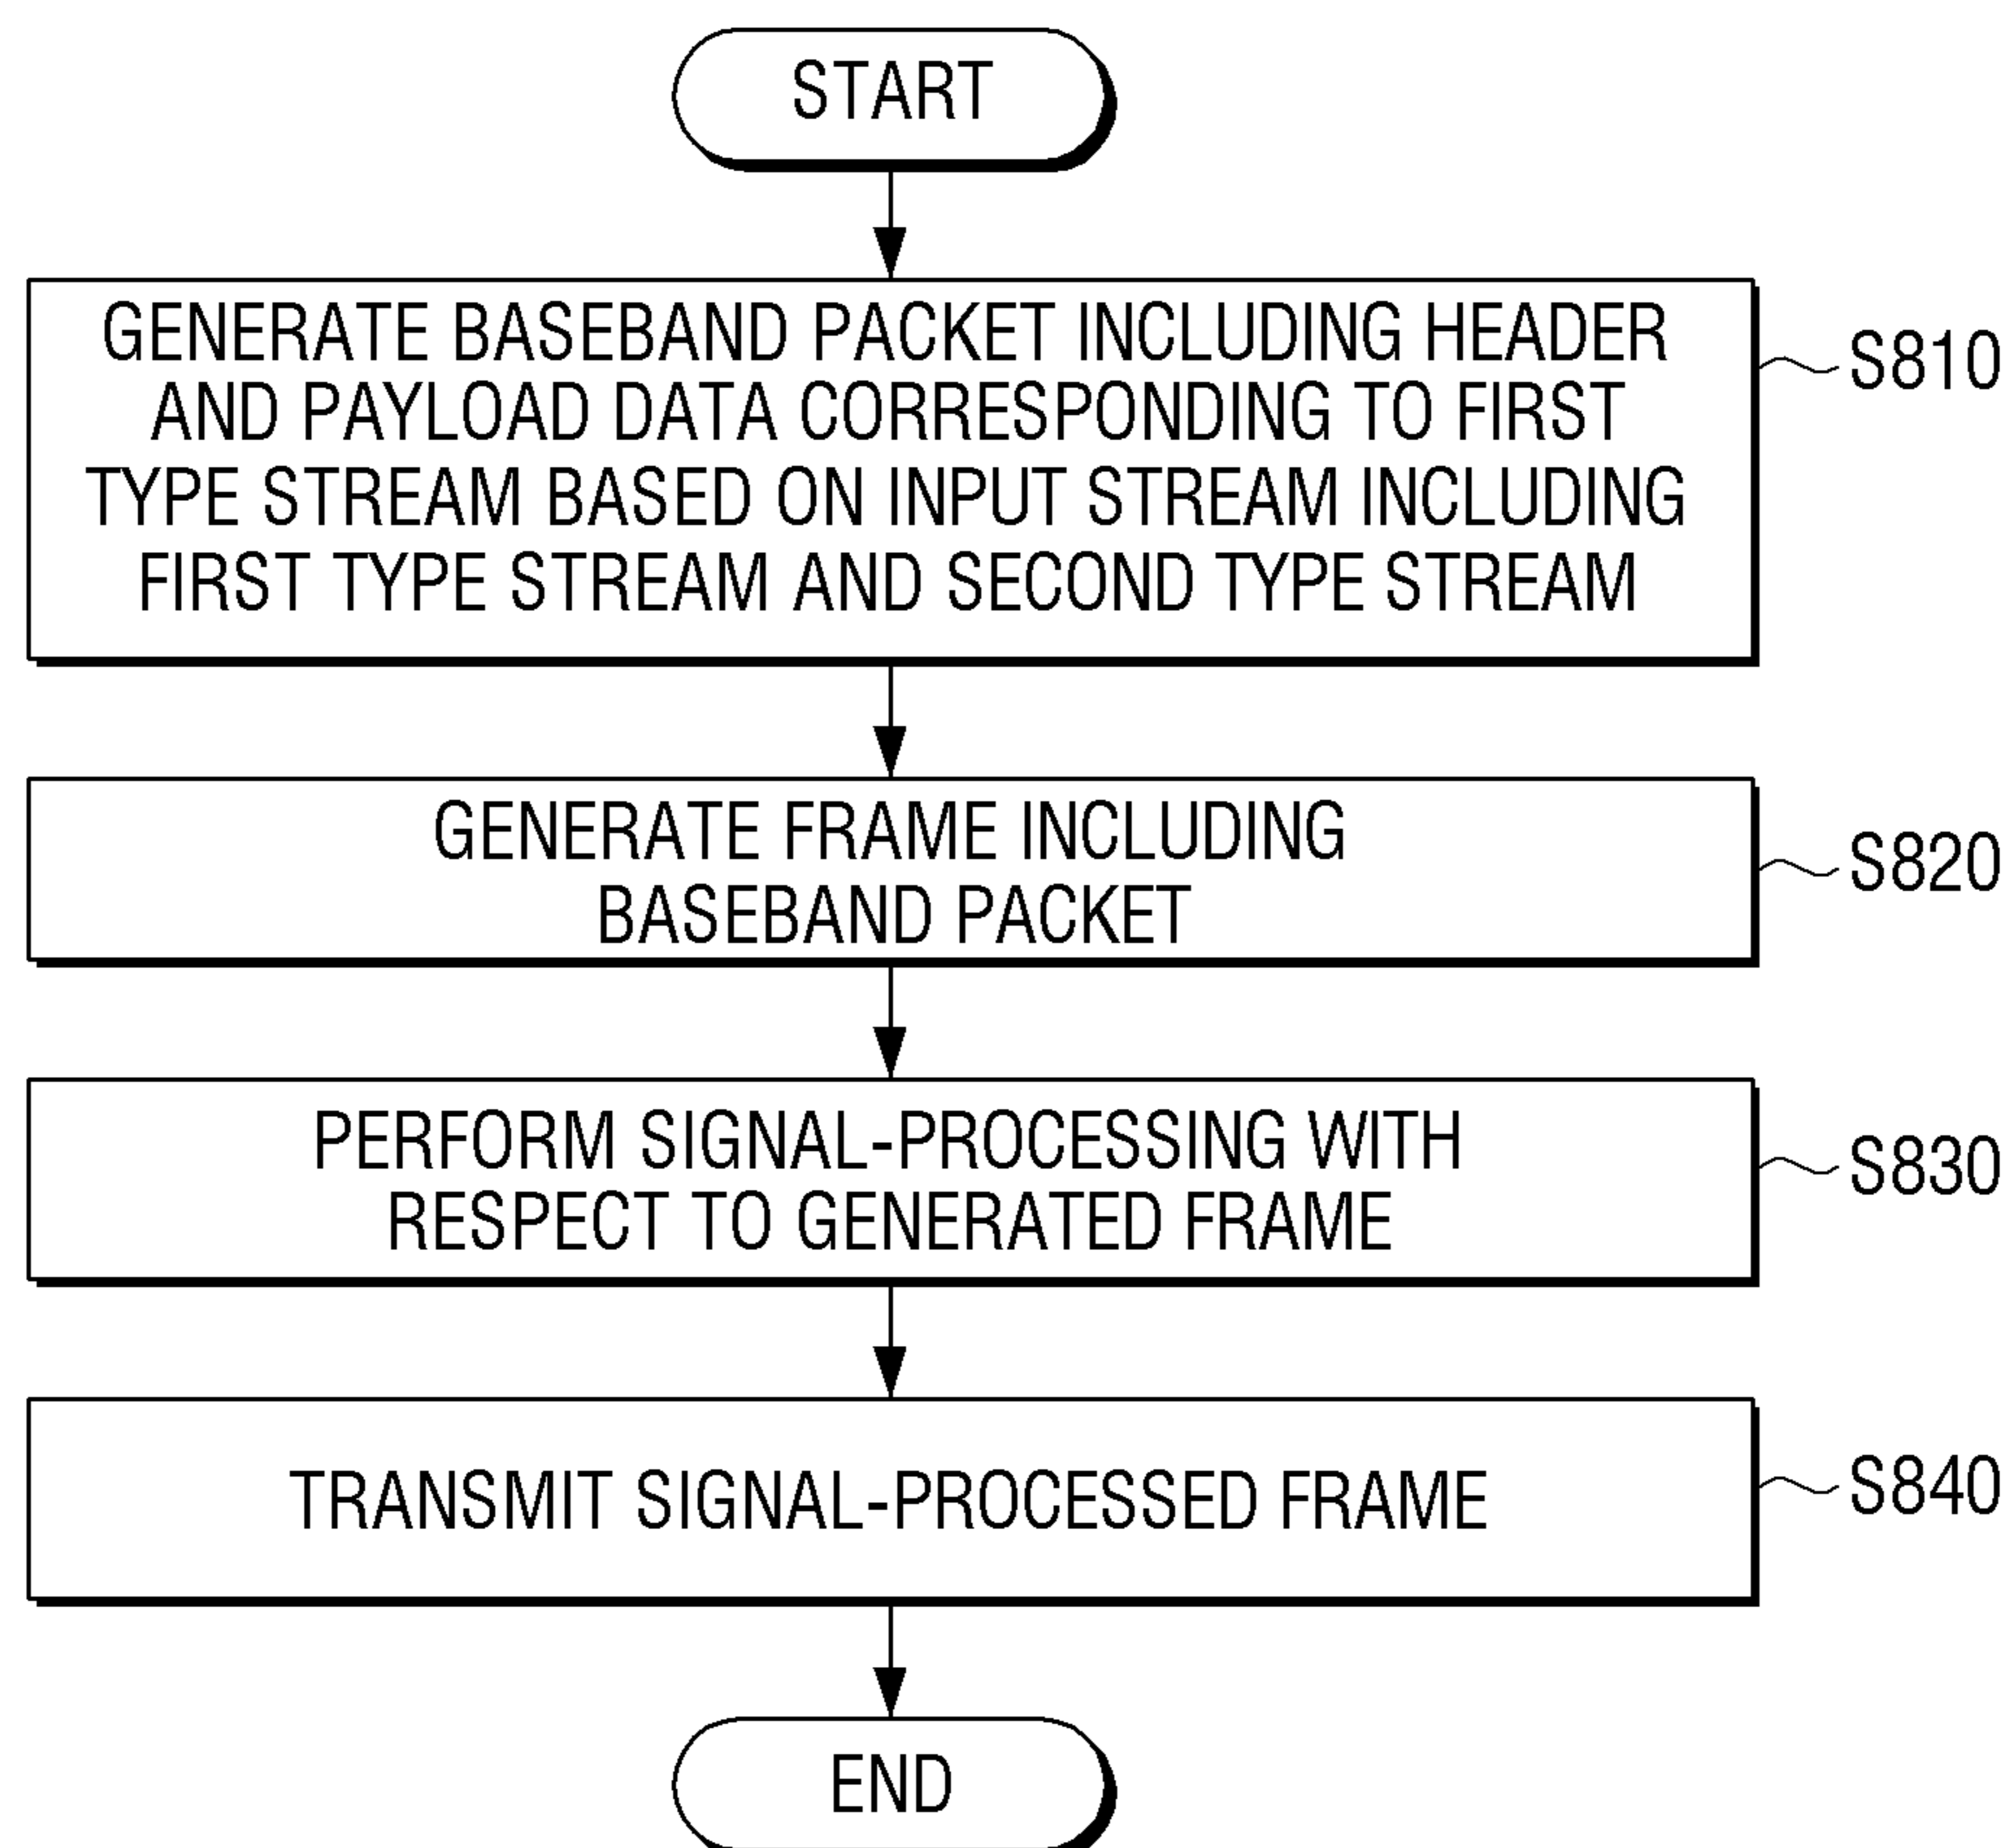 START
GENERATE BASEBAND PACKET INCLUDING HEADER
AND PAYLOAD DATA CORRESPONDING TO FIRST
TYPE STREAM BASED ON INPUT STREAM INCLUDING
FIRST TYPE STREAM AND SECOND TYPE STREAM
S810
GENERATE FRAME INCLUDING
BASEBAND PACKET
S820
PERFORM SIGNAL-PROCESSING WITH
RESPECT TO GENERATED FRAME
S830
TRANSMIT SIGNAL-PROCESSED FRAME
S840
END